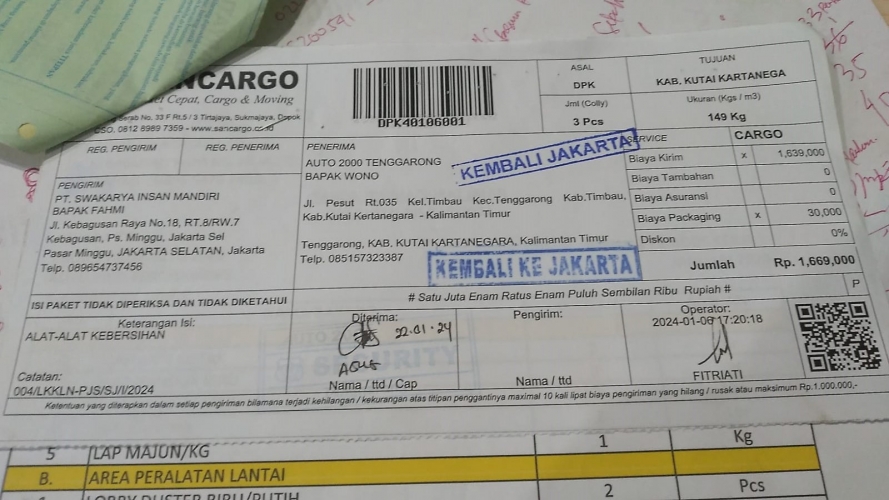 SANCARGO
Cepat, Cargo & Moving
No. 33 F Rt.5 / 3 Tirtajaya, Sukmajaya, Depok
CSO. 0812 8989 7359 - www.sancargo.co.id
DPK40106001
ASAL
DPK
Jml (Colly)
3 Pcs
TUJUAN
KAB. KUTAI KARTANEGA
Ukuran (Kgs / m3)
149 Kg
REG. PENGIRIM
REG. PENERIMA
PENGIRIM
PT. SWAKARYA INSAN MANDIRI
BAPAK FAHMI
Jl. Kebagusan Raya No.18, RT.8/RW.7
Kebagusan, Ps. Minggu, Jakarta Sel
Pasar Minggu, JAKARTA SELATAN, Jakarta
Telp. 089654737456
PENERIMA
AUTO 2000 TENGGARONG
BAPAK WONO
KEMBALI JAKARTA
Jl. Pesut Rt.035 Kel.Timbau Kec.Tenggarong Kab.Timbau,
Kab.Kutai Kertanegara - Kalimantan Timur
Tenggarong, KAB. KUTAI KARTANEGARA, Kalimantan Timur
Telp. 085157323387
KEMBALI KE JAKARTA
SERVICE CARGO
Biaya Kirim x 1,639,000
Biaya Tambahan 0
Biaya Asuransi 0
Biaya Packaging x 30,000
Diskon 0%
Jumlah Rp. 1,669,000
ISI PAKET TIDAK DIPERIKSA DAN TIDAK DIKETAHUI
# Satu Juta Enam Ratus Enam Puluh Sembilan Ribu Rupiah #
P
Keterangan Isi:
ALAT-ALAT KEBERSIHAN
Catatan:
004/LKKLN-PJS/SJ/I/2024
Diterima:
22.01.24
AGUS
SECURITY
Nama / ttd / Cap
Pengirim:
Nama / ttd
Operator:
2024-01-06 17:20:18
FITRIATI
Ketentuan yang diterapkan dalam setiap pengiriman bilamana terjadi kehilangan / kekurangan atas titipan penggantinya maximal 10 kali lipat biaya pengiriman yang hilang / rusak atau maksimum Rp.1.000.000,-
5 LAP MAJUN/KG 1 Kg
B. AREA PERALATAN LANTAI
LOBBY DUSTER BIRU/PUTIH 2 Pcs